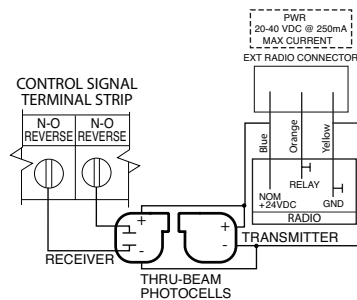 PWR
20-40 VDC @ 250mA
MAX CURRENT
EXT RADIO CONNECTOR
CONTROL SIGNAL
TERMINAL STRIP
N-O
REVERSE
N-O
REVERSE
Blue
Orange
Yellow
RELAY
NOM
+24VDC
GND
RADIO
+
-
+
-
TRANSMITTER
RECEIVER
THRU-BEAM
PHOTOCELLS